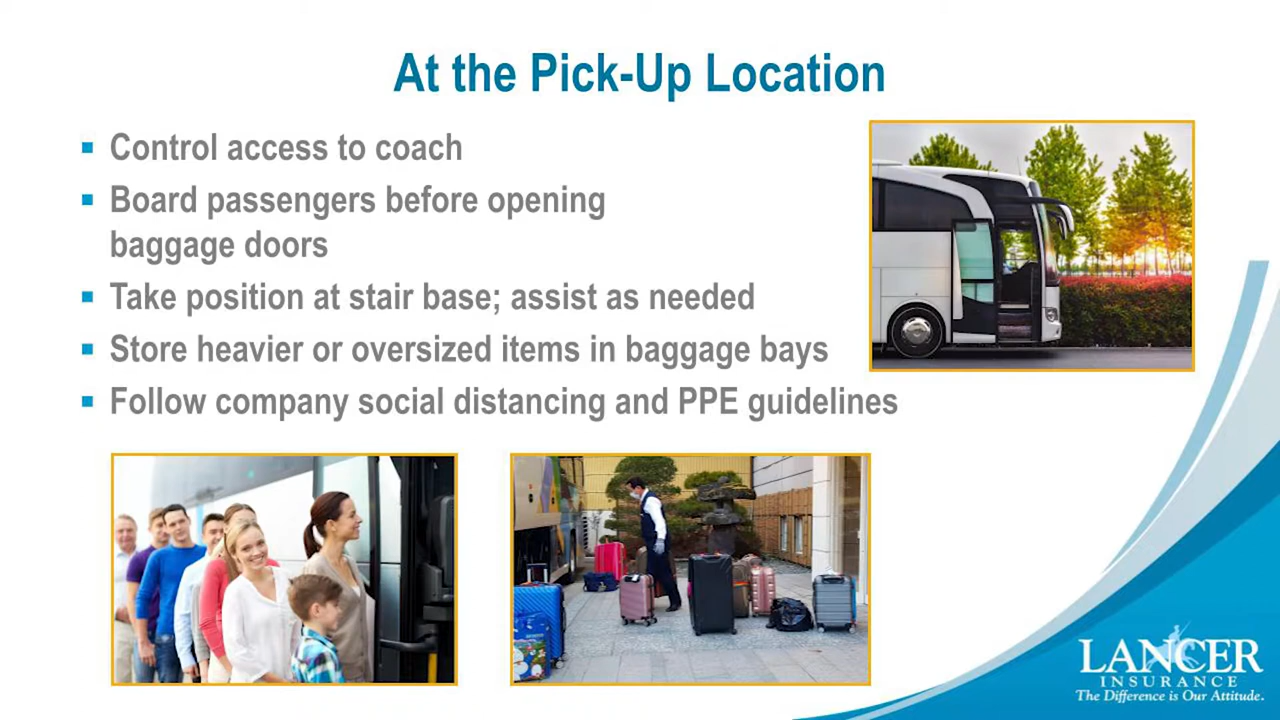 At the Pick-Up Location
Control access to coach
Board passengers before opening
baggage doors
Take position at stair base; assist as needed
Store heavier or oversized items in baggage bays
Follow company social distancing and PPE guidelines
LANCER
INSURANCE
The Difference is Our Attitude.